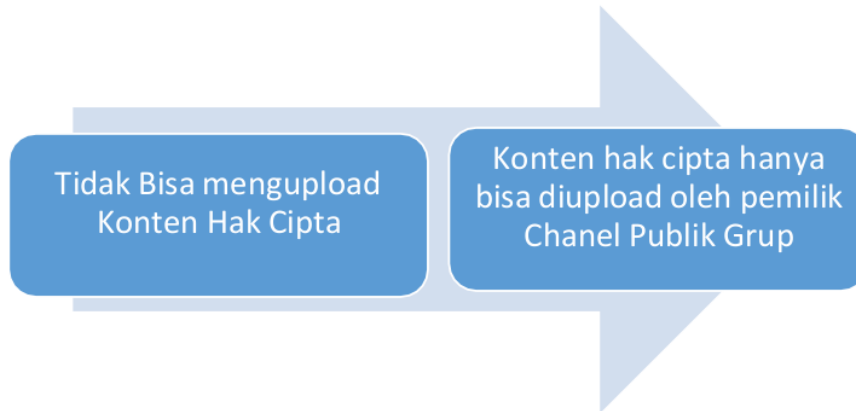 Tidak Bisa mengupload
Konten Hak Cipta
Konten hak cipta hanya
bisa diupload oleh pemilik
Chanel Publik Grup